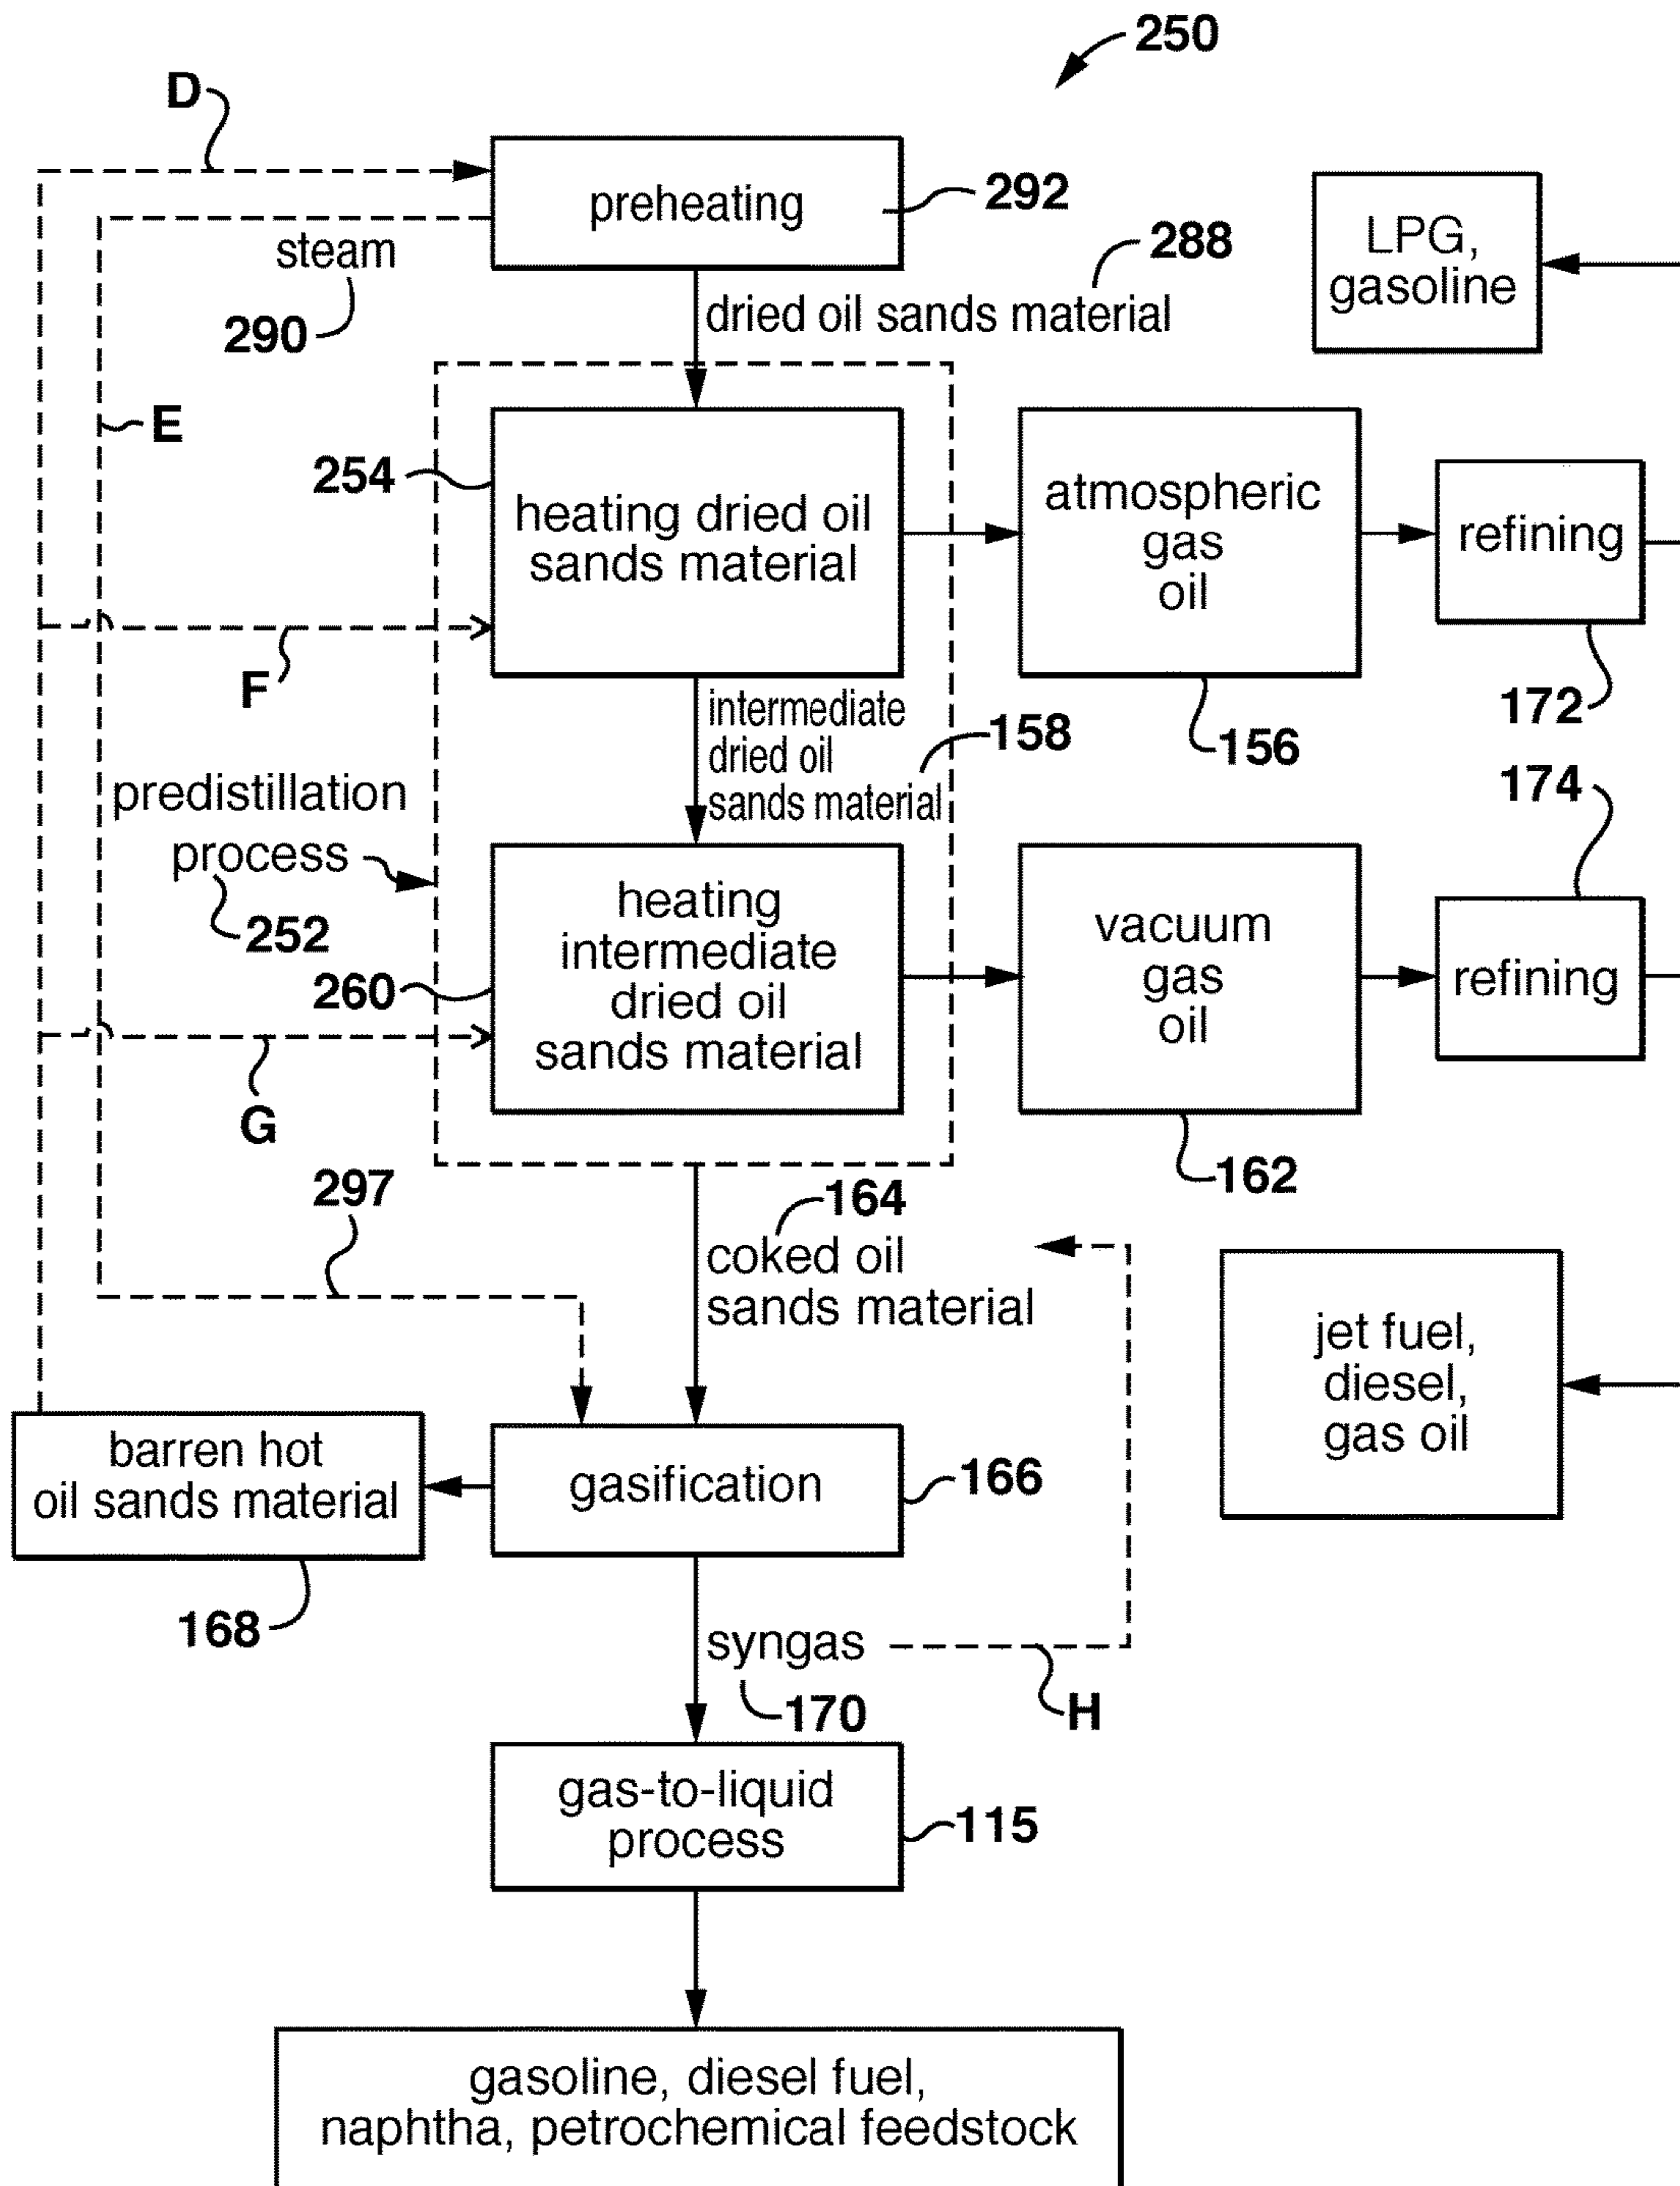 250
D
preheating
292
steam
290
288
dried oil sands material
LPG,
gasoline
E
254
heating dried oil
sands material
atmospheric
gas
oil
refining
F
intermediate
dried oil
sands material
158
156
172
174
predistillation
process
252
260
heating
intermediate
dried oil
sands material
vacuum
gas
oil
refining
G
162
297
164
coked oil
sands material
jet fuel,
diesel,
gas oil
barren hot
oil sands material
gasification
166
168
syngas
170
H
gas-to-liquid
process
115
gasoline, diesel fuel,
naphtha, petrochemical feedstock